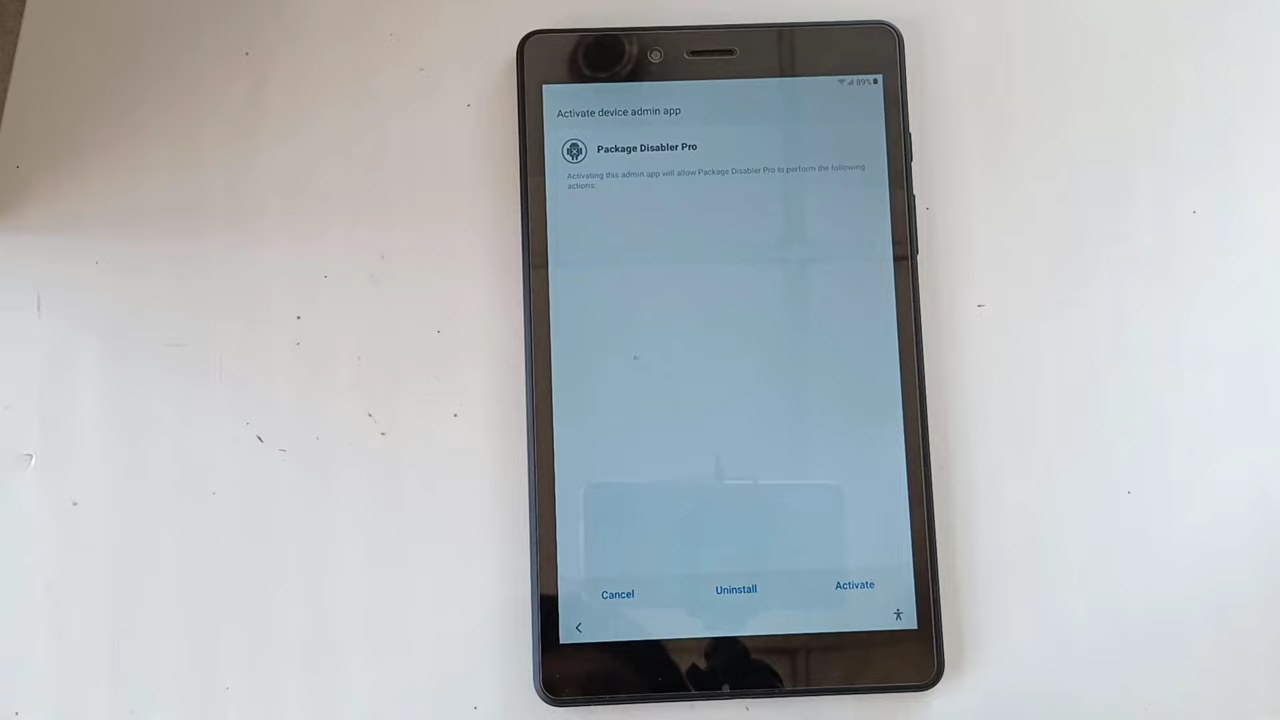 89%
Activate device admin app
Package Disabler Pro
Activating this admin app will allow Package Disabler Pro to perform the following
actions:
Cancel
Uninstall
Activate